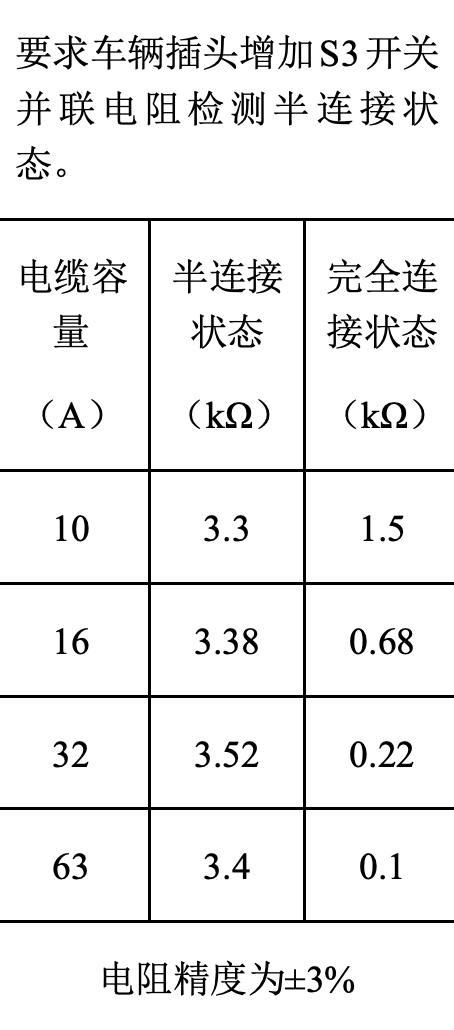 要求车辆插头增加S3开关
并联电阻检测半连接状
态。
电缆容 半连接 完全连
量 状态 接状态
（A） （kΩ） （kΩ）
10 3.3 1.5
16 3.38 0.68
32 3.52 0.22
63 3.4 0.1
电阻精度为±3%